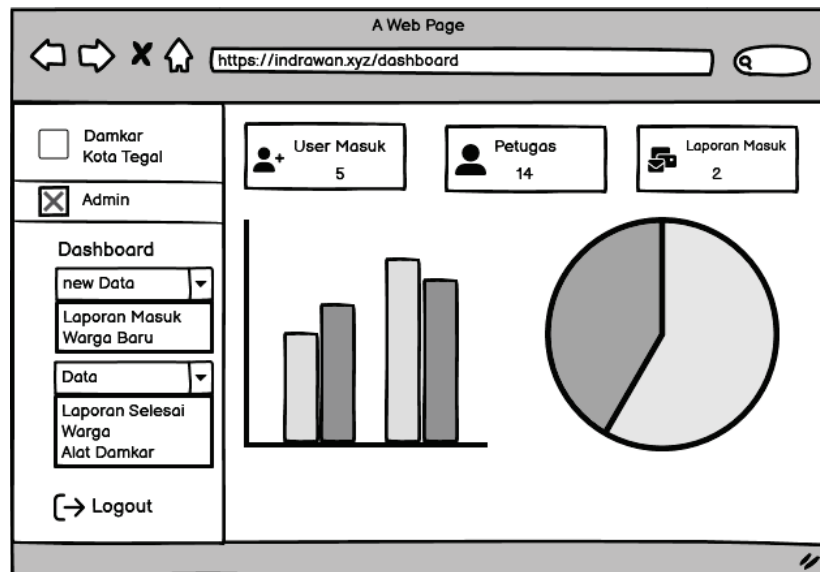 A Web Page
https://indrawan.xyz/dashboard
Damkar
Kota Tegal
Admin
Dashboard
new Data
Laporan Masuk
Warga Baru
Data
Laporan Selesai
Warga
Alat Damkar
Logout
User Masuk
5
Petugas
14
Laporan Masuk
2